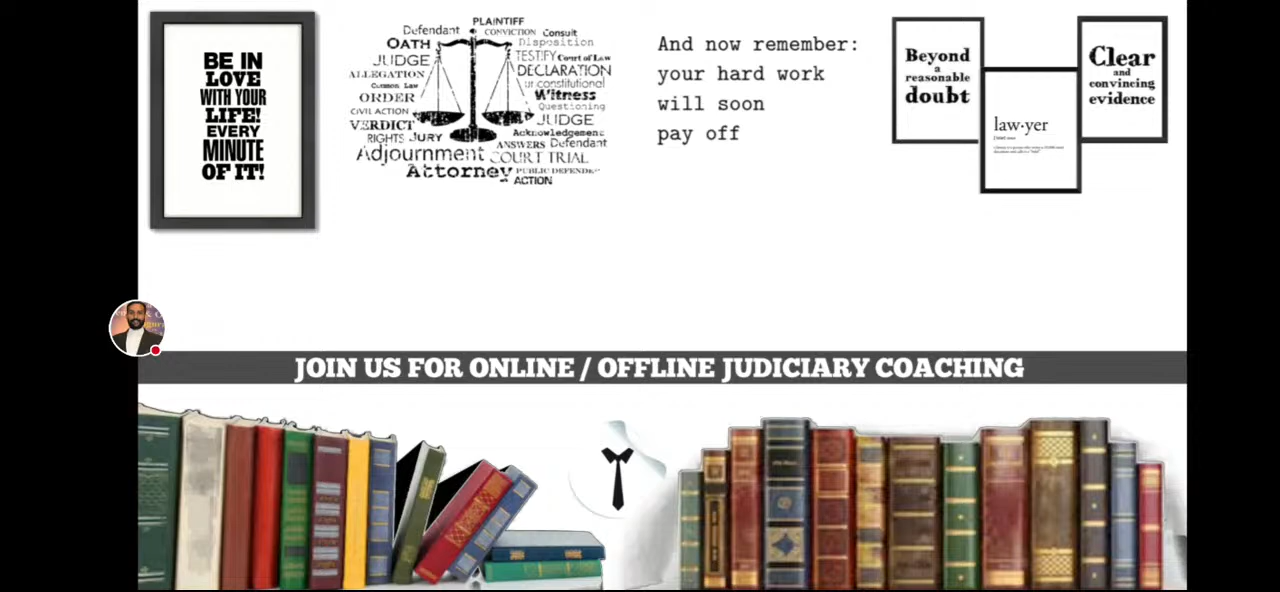 BE IN
LOVE
WITH YOUR
LIFE!
EVERY
MINUTE
OF IT!
PLAINTIFF
Defendant CONVICTION Consult
OATH Disposition
JUDGE TESTIFY Court of Law
ALLEGATION DECLARATION
Common Law unconstitutional
ORDER Witness
Questioning
CIVIL ACTION JUDGE
VERDICT Acknowledgement
RIGHTS JURY ANSWERS Defendant
Adjournment COURT TRIAL
Attorney PUBLIC DEFENDER
ACTION
And now remember:
your hard work
will soon
pay off
Beyond
a
reasonable
doubt
law·yer
Clear
and
convincing
evidence
JOIN US FOR ONLINE / OFFLINE JUDICIARY COACHING